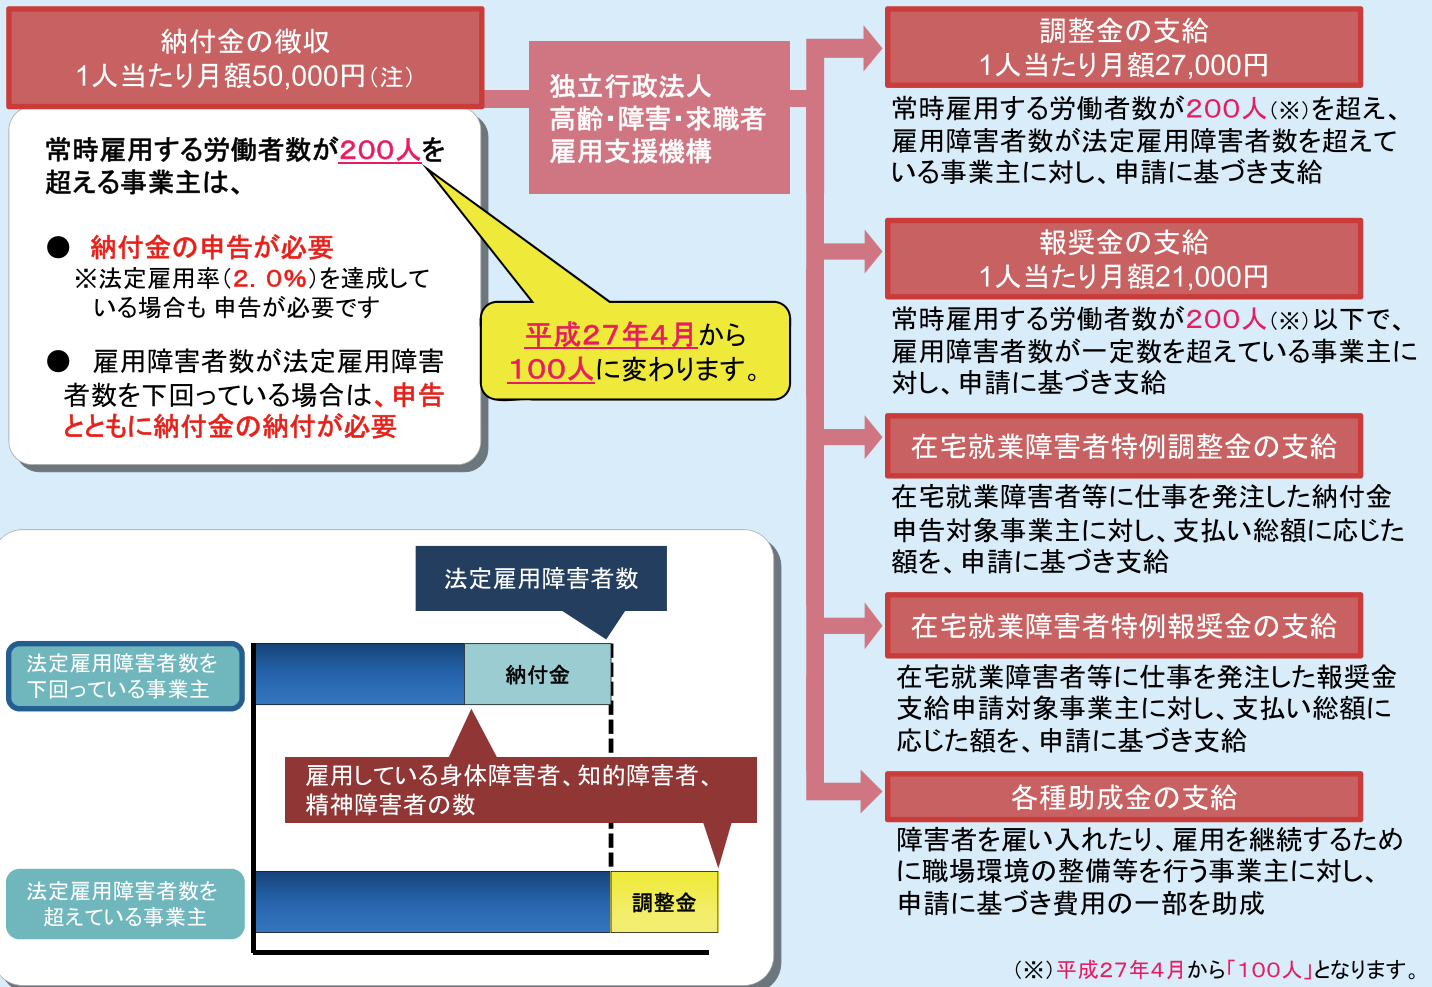 納付金の徴収
1人当たり月額50,000円(注)
常時雇用する労働者数が200人を
超える事業主は、
● 納付金の申告が必要
※法定雇用率(2.0%)を達成して
いる場合も 申告が必要です
● 雇用障害者数が法定雇用障害
者数を下回っている場合は、申告
とともに納付金の納付が必要
平成27年4月から
100人に変わります。
独立行政法人
高齢・障害・求職者
雇用支援機構
調整金の支給
1人当たり月額27,000円
常時雇用する労働者数が200人(※)を超え、
雇用障害者数が法定雇用障害者数を超えて
いる事業主に対し、申請に基づき支給
報奨金の支給
1人当たり月額21,000円
常時雇用する労働者数が200人(※)以下で、
雇用障害者数が一定数を超えている事業主に
対し、申請に基づき支給
在宅就業障害者特例調整金の支給
在宅就業障害者等に仕事を発注した納付金
申告対象事業主に対し、支払い総額に応じた
額を、申請に基づき支給
在宅就業障害者特例報奨金の支給
在宅就業障害者等に仕事を発注した報奨金
支給申請対象事業主に対し、支払い総額に
応じた額を、申請に基づき支給
各種助成金の支給
障害者を雇い入れたり、雇用を継続するため
に職場環境の整備等を行う事業主に対し、
申請に基づき費用の一部を助成
(※)平成27年4月から「100人」となります。
法定雇用障害者数
法定雇用障害者数を
下回っている事業主
納付金
雇用している身体障害者、知的障害者、
精神障害者の数
法定雇用障害者数を
超えている事業主
調整金